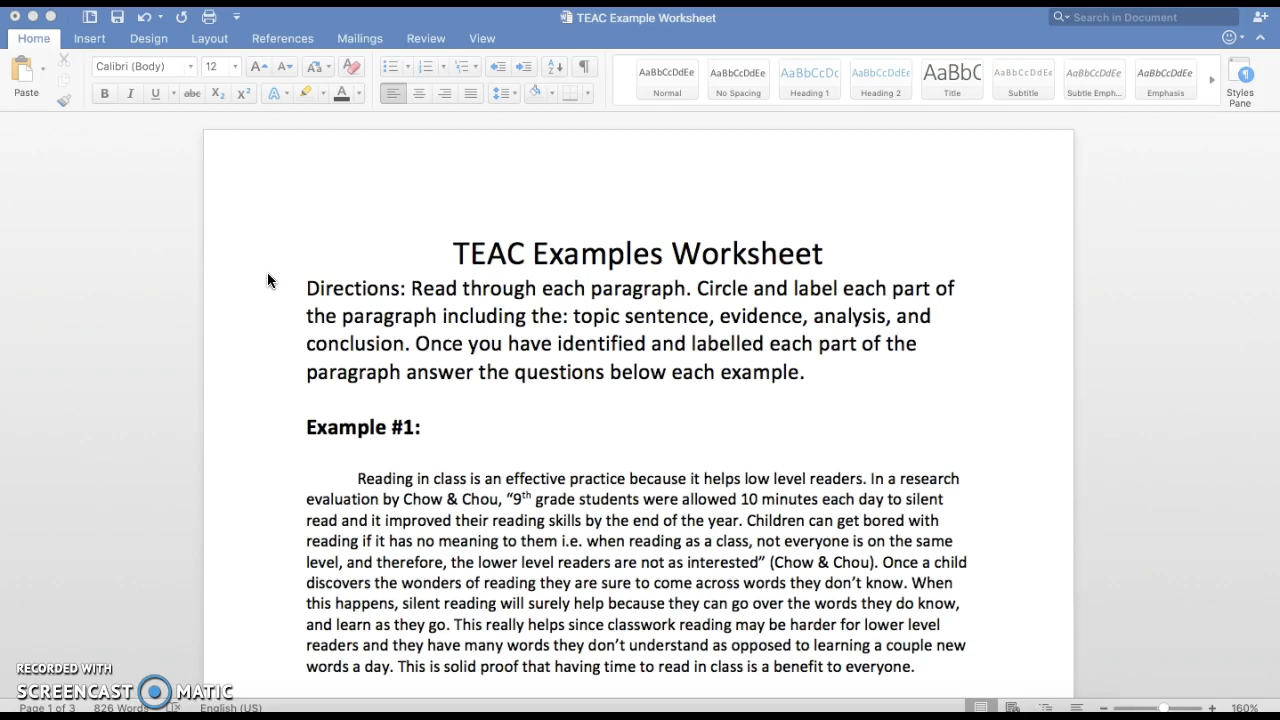 TEAC Example Worksheet
Search in Document
Home Insert Design Layout References Mailings Review View
Paste
Calibri (Body) 12
AaBbCcDdEe AaBbCcDdEe AaBbCcDc AaBbCcDdEe AaBbC AaBbCcDdEe AaBbCcDdEe AaBbCcDdEe
Normal No Spacing Heading 1 Heading 2 Title Subtitle Subtle Emph... Emphasis
Styles
Pane
TEAC Examples Worksheet
Directions: Read through each paragraph. Circle and label each part of
the paragraph including the: topic sentence, evidence, analysis, and
conclusion. Once you have identified and labelled each part of the
paragraph answer the questions below each example.
Example #1:
Reading in class is an effective practice because it helps low level readers. In a research
evaluation by Chow & Chou, “9th grade students were allowed 10 minutes each day to silent
read and it improved their reading skills by the end of the year. Children can get bored with
reading if it has no meaning to them i.e. when reading as a class, not everyone is on the same
level, and therefore, the lower level readers are not as interested” (Chow & Chou). Once a child
discovers the wonders of reading they are sure to come across words they don’t know. When
this happens, silent reading will surely help because they can go over the words they do know,
and learn as they go. This really helps since classwork reading may be harder for lower level
readers and they have many words they don’t understand as opposed to learning a couple new
words a day. This is solid proof that having time to read in class is a benefit to everyone.
RECORDED WITH
SCREENCAST MATIC
Page 1 of 3 826 Words English (US) 160%